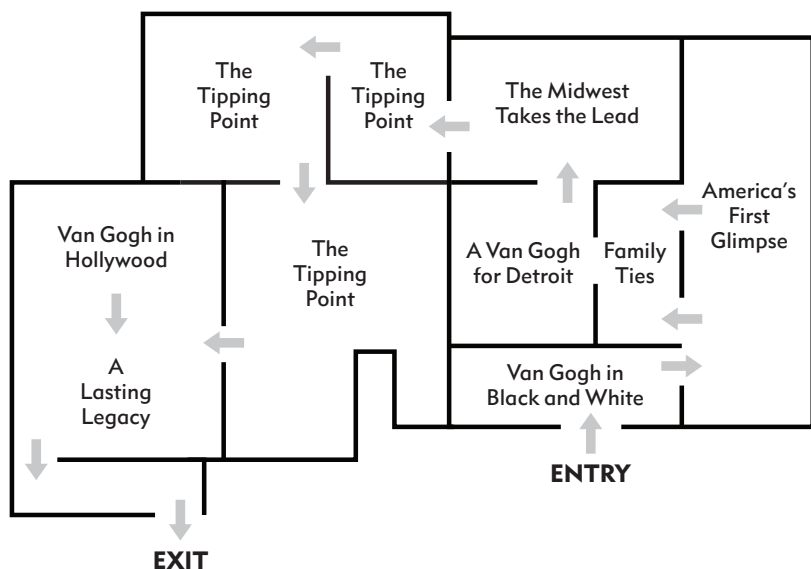 The
Tipping
Point
The
Tipping
Point
The Midwest
Takes the Lead
America's
First
Glimpse
Van Gogh in
Hollywood
The
Tipping
Point
A Van Gogh
for Detroit
Family
Ties
A
Lasting
Legacy
Van Gogh in
Black and White
ENTRY
EXIT